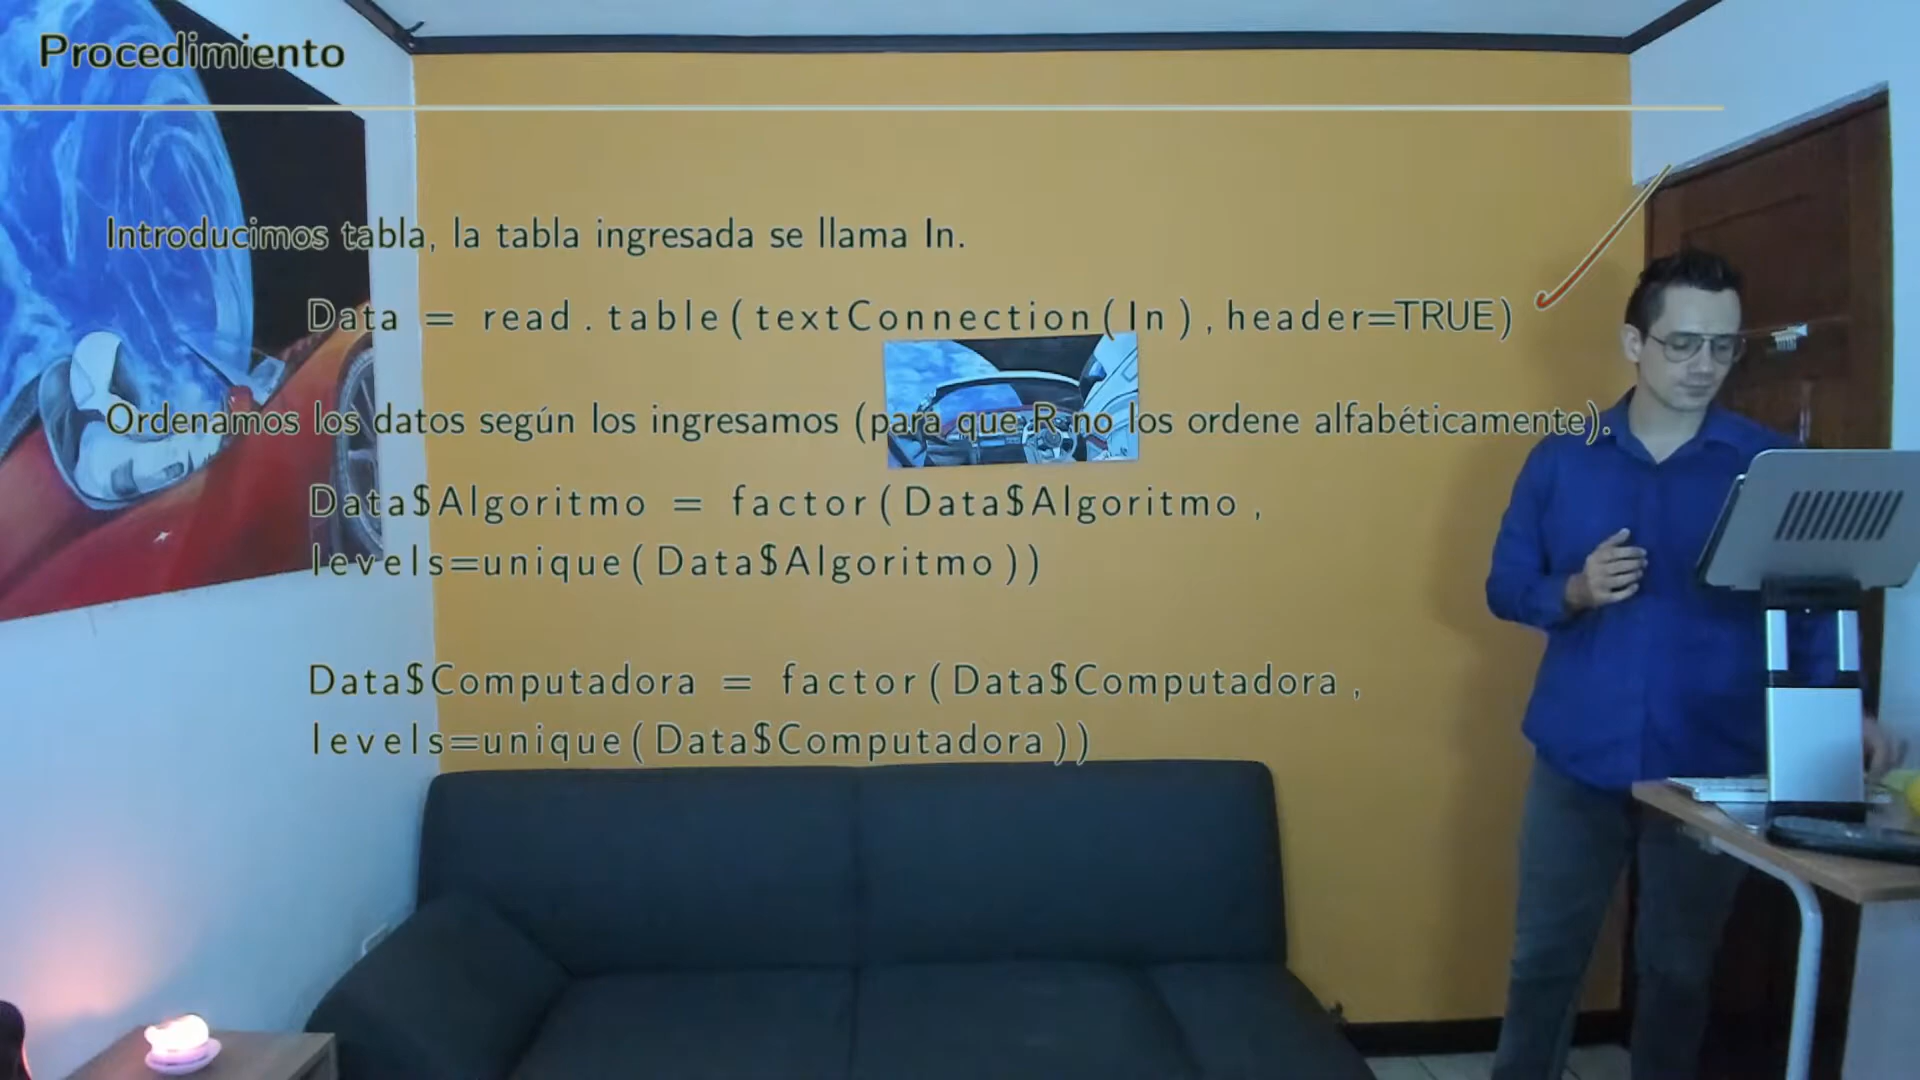 Procedimiento
Introducimos tabla, la tabla ingresada se llama In.
Data = read.table(textConnection(In),header=TRUE)
Ordenamos los datos según los ingresamos (para que R no los ordene alfabéticamente).
Data$Algoritmo = factor(Data$Algoritmo,
levels=unique(Data$Algoritmo))
Data$Computadora = factor(Data$Computadora,
levels=unique(Data$Computadora))